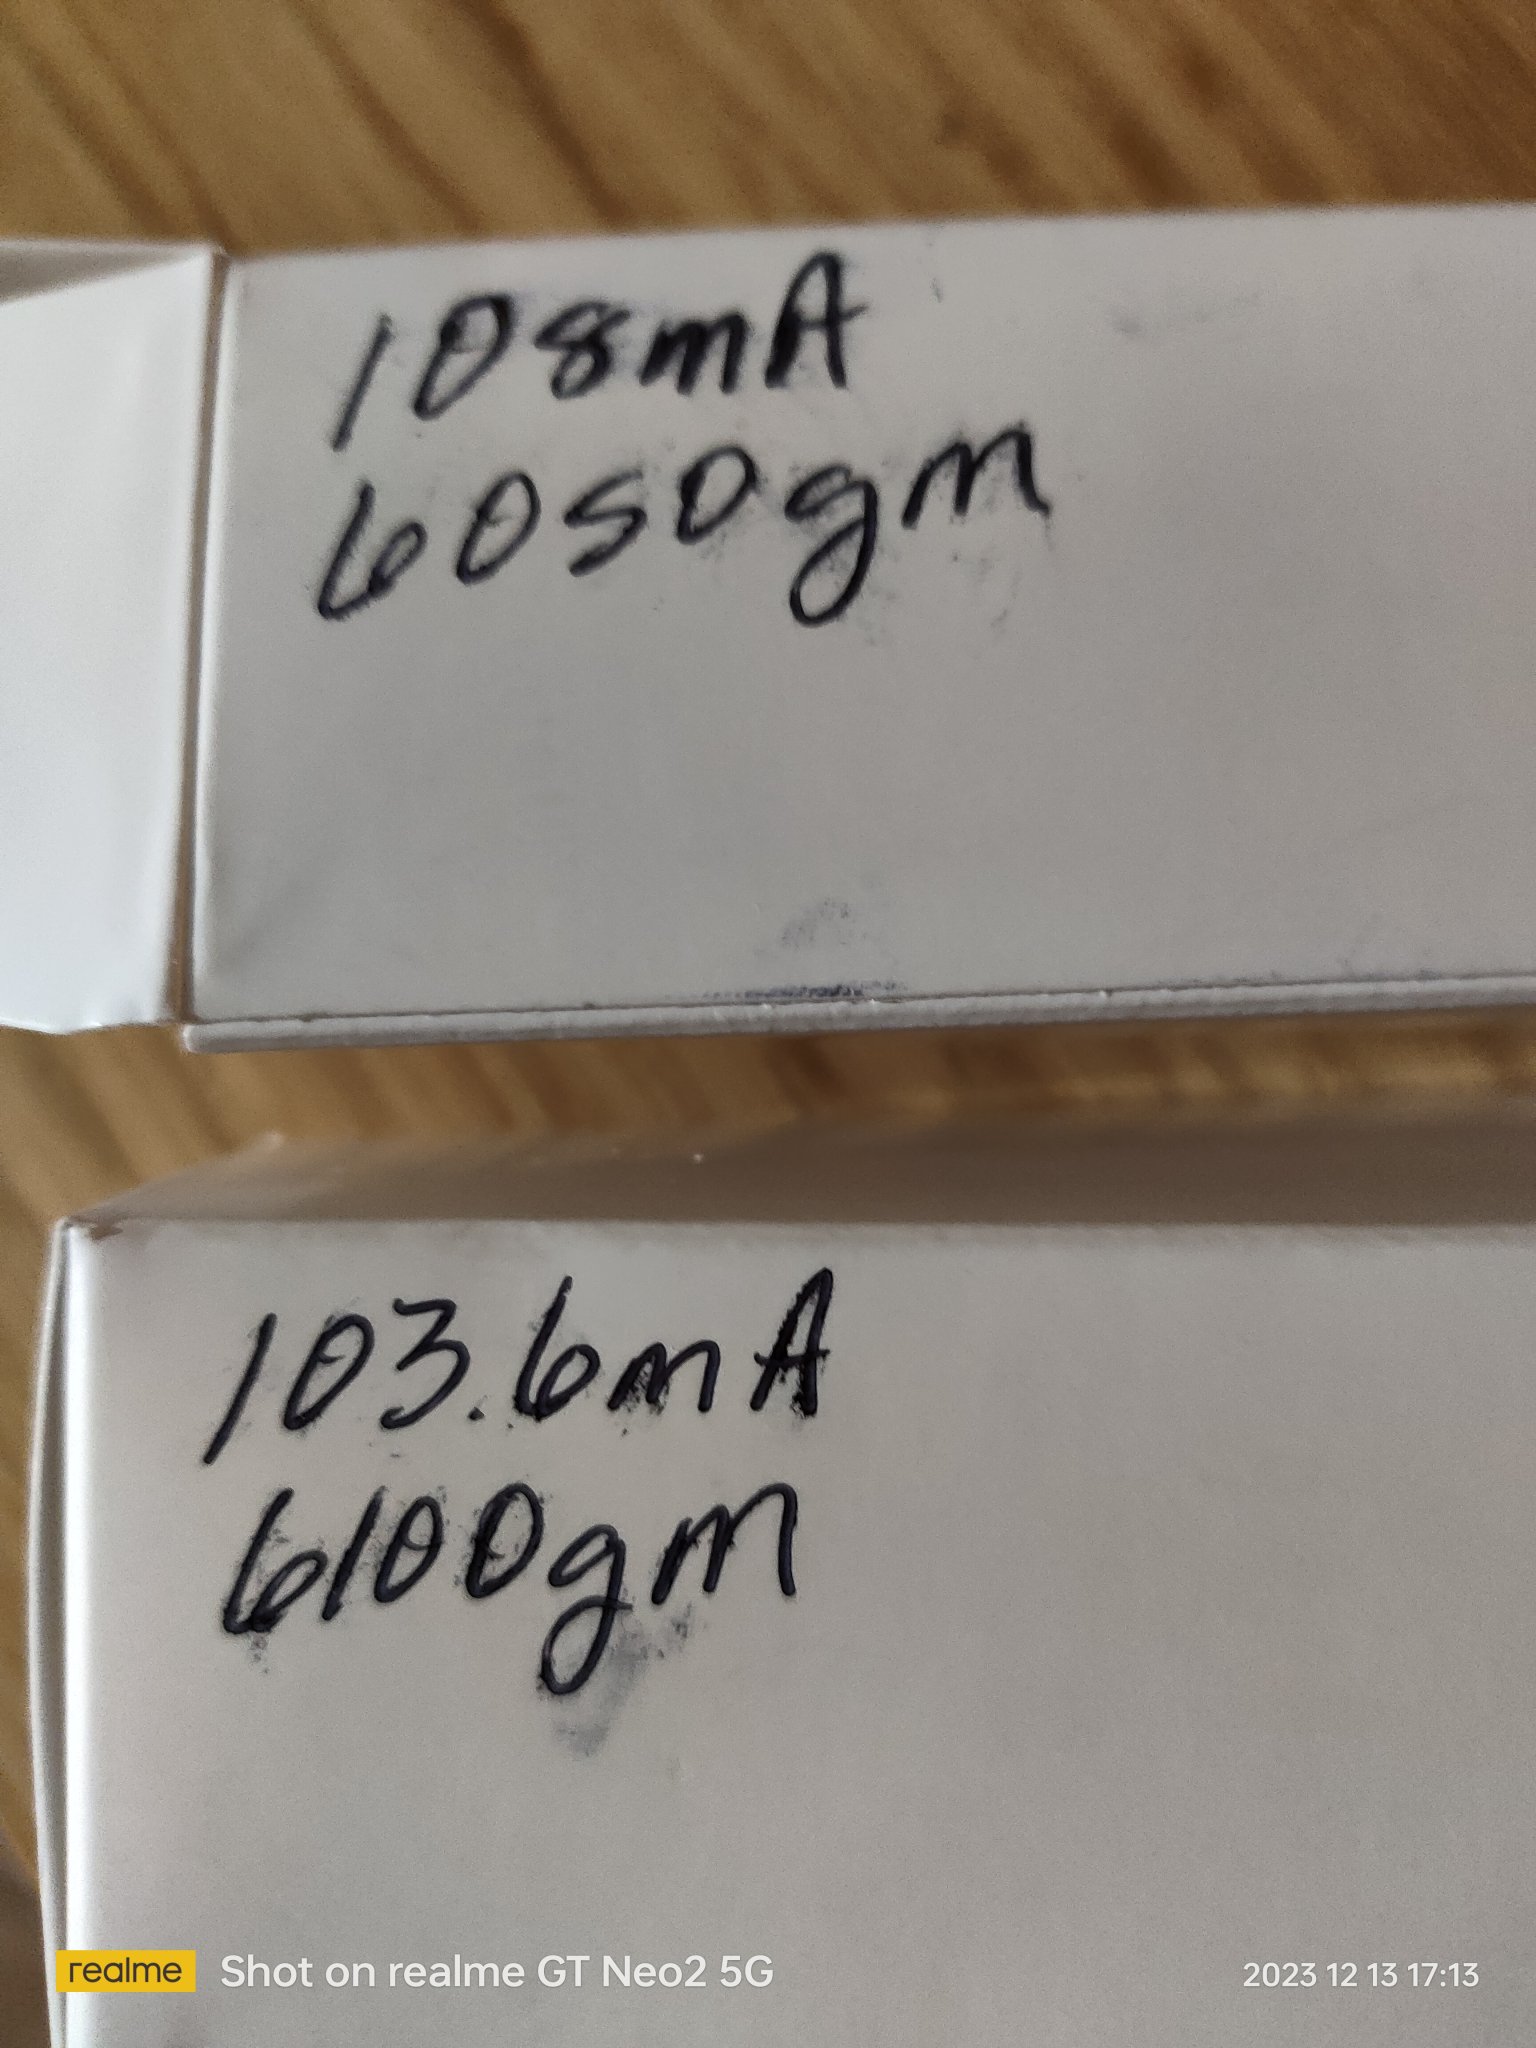 108mA
6050gm
103.6mA
6100gm
realme Shot on realme GT Neo2 5G
2023 12 13 17:13